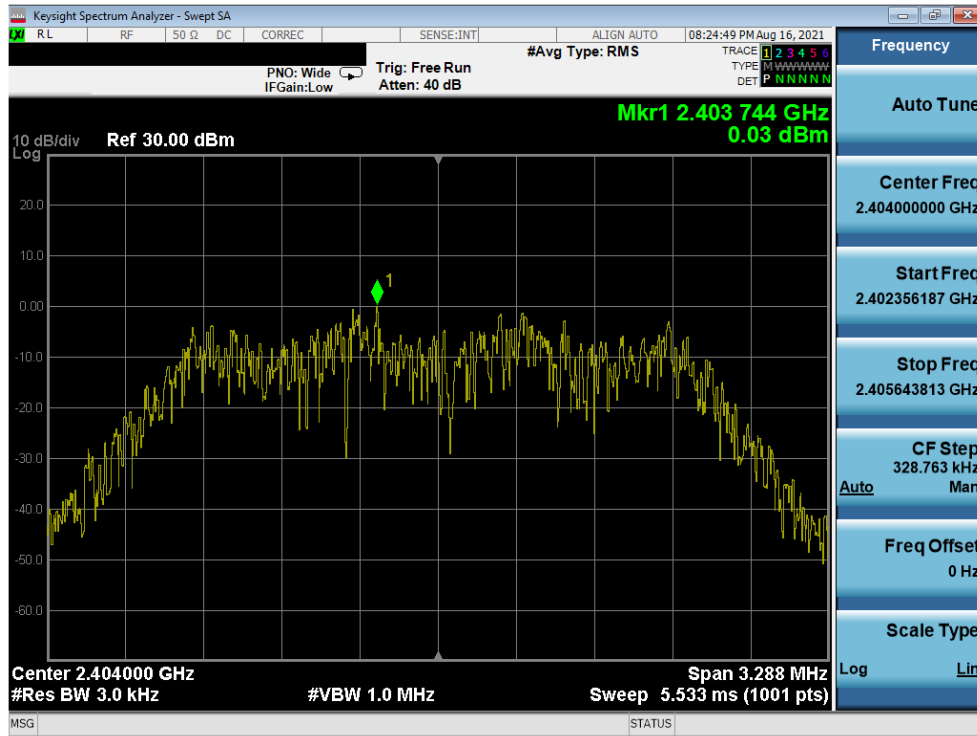 Keysight Spectrum Analyzer - Swept SA
LXI RL RF 50 Ω DC CORREC SENSE:INT ALIGN AUTO 08:24:49 PM Aug 16, 2021
#Avg Type: RMS
TRACE 1 2 3 4 5 6
PNO: Wide
Trig: Free Run
TYPE M WWWWW
IFGain:Low
Atten: 40 dB
DET P N N N N N
Mkr1 2.403 744 GHz
0.03 dBm
10 dB/div
Log
Ref 30.00 dBm
20.0
10.0
0.00
-10.0
-20.0
-30.0
-40.0
-50.0
-60.0
1
Center 2.404000 GHz
Span 3.288 MHz
#Res BW 3.0 kHz
#VBW 1.0 MHz
Sweep 5.533 ms (1001 pts)
MSG
STATUS
Frequency
Auto Tune
Center Freq
2.404000000 GHz
Start Freq
2.402356187 GHz
Stop Freq
2.405643813 GHz
CF Step
328.763 kHz
Auto Man
Freq Offset
0 Hz
Scale Type
Log Lin